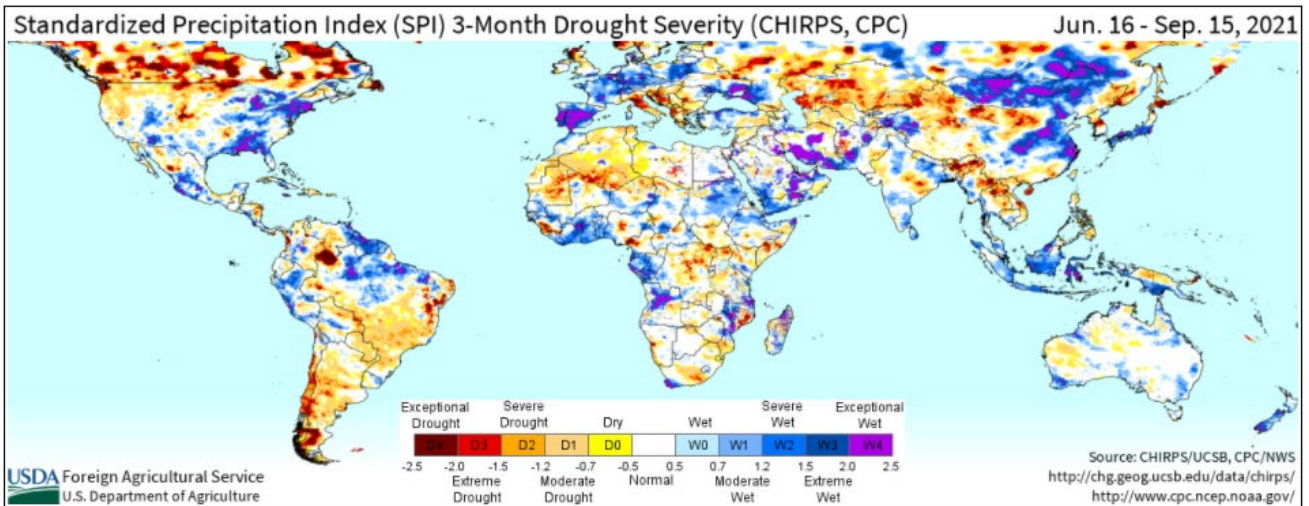 Standardized Precipitation Index (SPI) 3-Month Drought Severity (CHIRPS, CPC)
Jun. 16 - Sep. 15, 2021
Exceptional Drought
Severe Drought
Dry
Wet
Severe Wet
Exceptional Wet
D4 D3 D2 D1 D0 W0 W1 W2 W3 W4
-2.5 -2.0 -1.5 -1.2 -0.7 -0.5 0.5 0.7 1.2 1.5 2.0 2.5
Extreme Drought
Moderate Drought
Normal
Moderate Wet
Extreme Wet
USDA Foreign Agricultural Service
U.S. Department of Agriculture
Source: CHIRPS/UCSB, CPC/NWS
http://chg.geog.ucsb.edu/data/chirps/
http://www.cpc.ncep.noaa.gov/